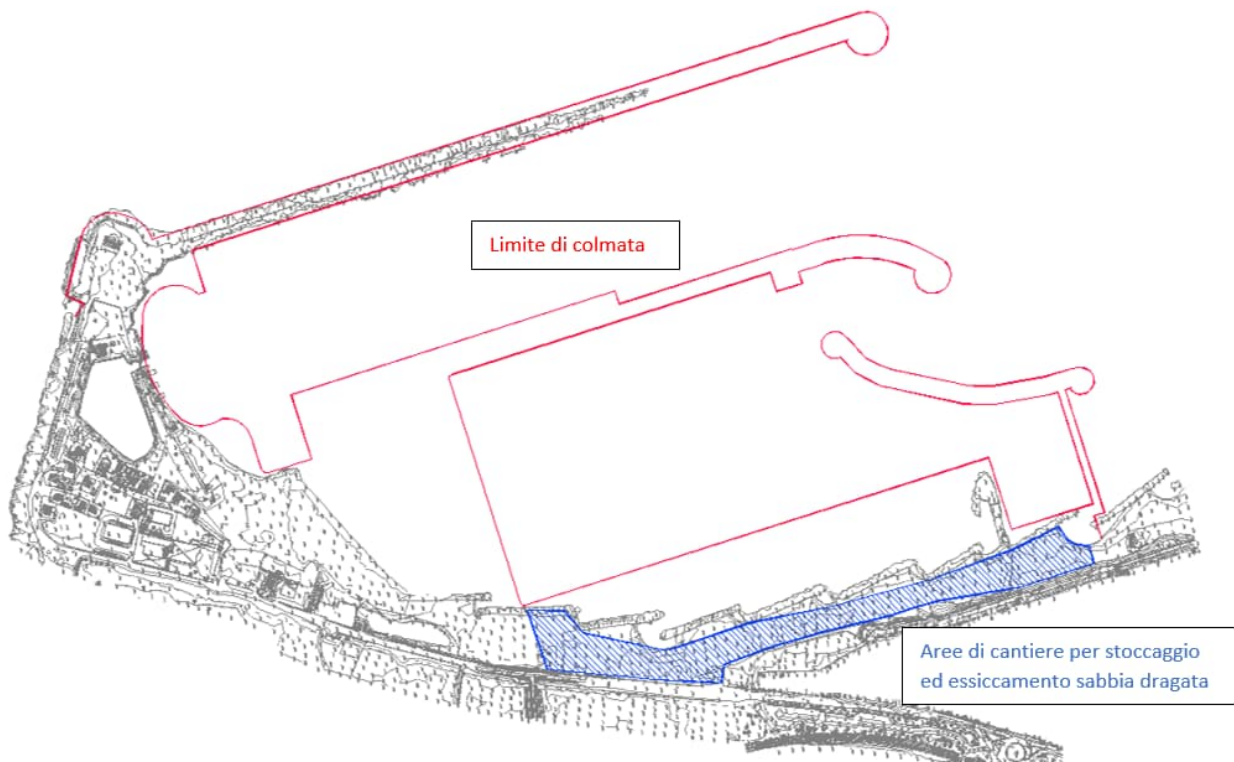 Limite di colmata
Aree di cantiere per stoccaggio
ed essiccamento sabbia dragata